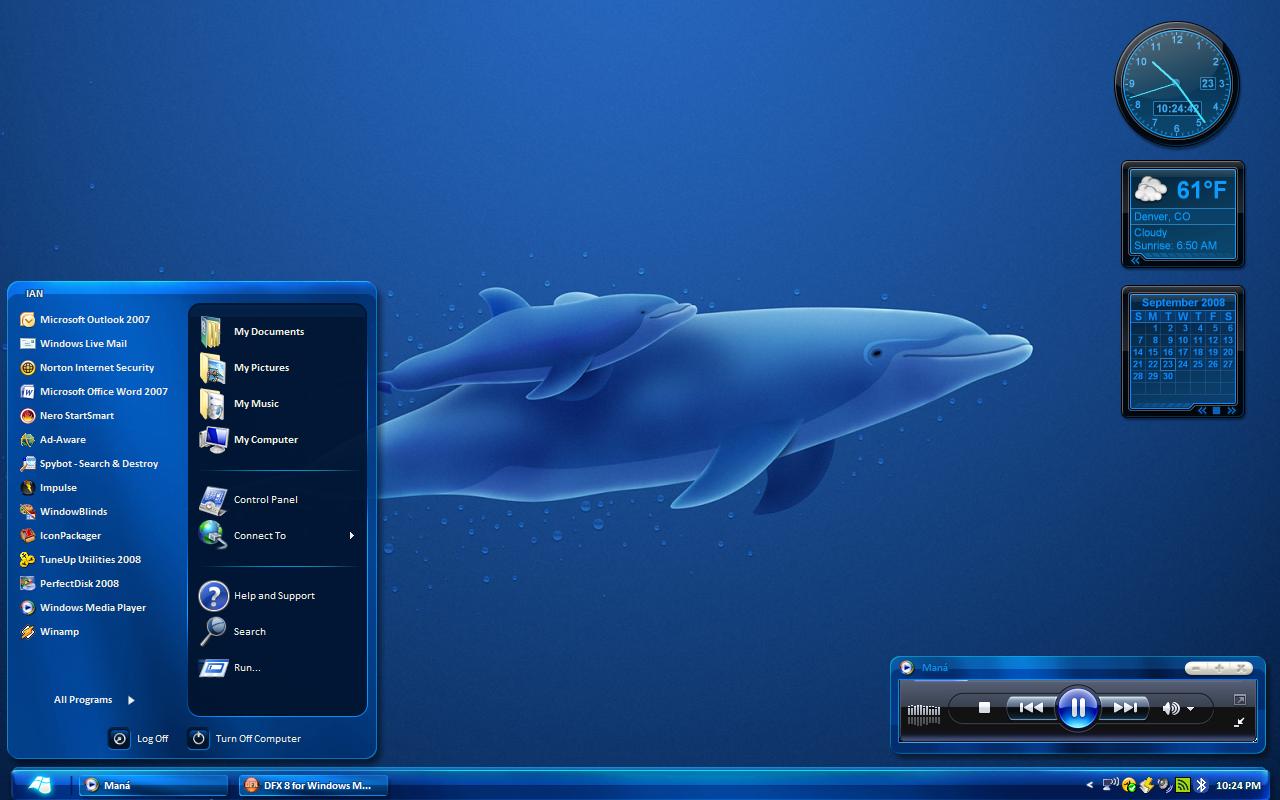 12
11
1
10
2
9
23
3
8
10:24:42
4
7
5
6
61°F
Denver, CO
Cloudy
Sunrise: 6:50 AM
September 2008
S M T W T F S
1 2 3 4 5 6
7 8 9 10 11 12 13
14 15 16 17 18 19 20
21 22 23 24 25 26 27
28 29 30
IAN
Microsoft Outlook 2007
Windows Live Mail
Norton Internet Security
Microsoft Office Word 2007
Nero StartSmart
Ad-Aware
Spybot - Search & Destroy
Impulse
WindowBlinds
IconPackager
TuneUp Utilities 2008
PerfectDisk 2008
Windows Media Player
Winamp
All Programs
My Documents
My Pictures
My Music
My Computer
Control Panel
Connect To
Help and Support
Search
Run...
Log Off
Turn Off Computer
Maná
Maná
DFX 8 for Windows M...
10:24 PM